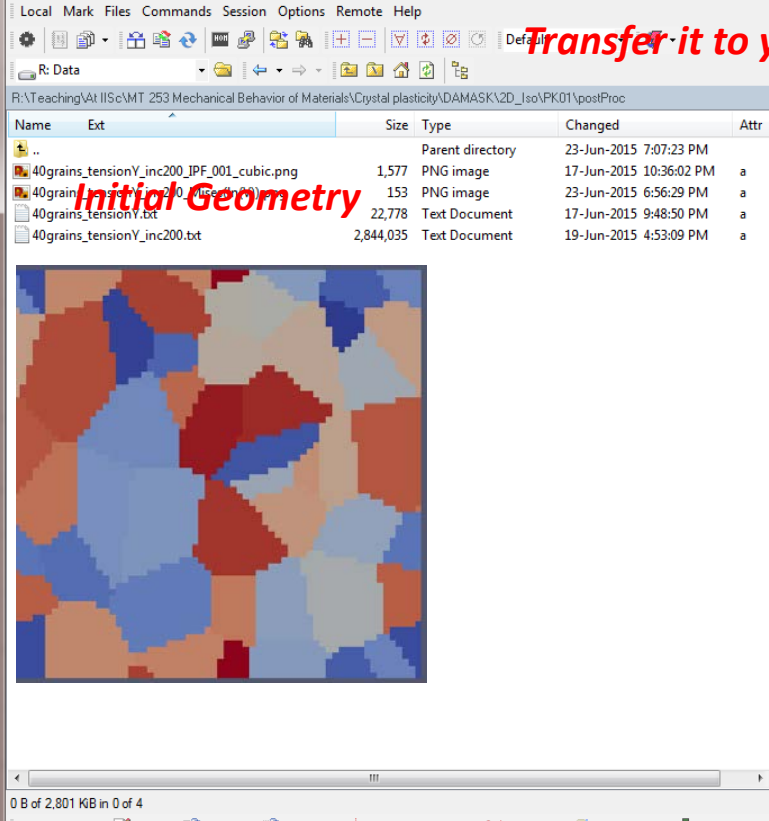 Local Mark Files Commands Session Options Remote Help
Transfer it to y
R: Data
R:\Teaching\At IISc\MT 253 Mechanical Behavior of Materials\Crystal plasticity\DAMASK\2D_Iso\PK01\postProc
Name Ext Size Type Changed Attr
.. Parent directory 23-Jun-2015 7:07:23 PM
40grains_tensionY_inc200_IPF_001_cubic.png 1,577 PNG image 17-Jun-2015 10:36:02 PM a
153 PNG image 23-Jun-2015 6:56:29 PM a
Initial Geometry
40grains_tensionY.txt 22,778 Text Document 17-Jun-2015 9:48:50 PM a
40grains_tensionY_inc200.txt 2,844,035 Text Document 19-Jun-2015 4:53:09 PM a
0 B of 2,801 KiB in 0 of 4